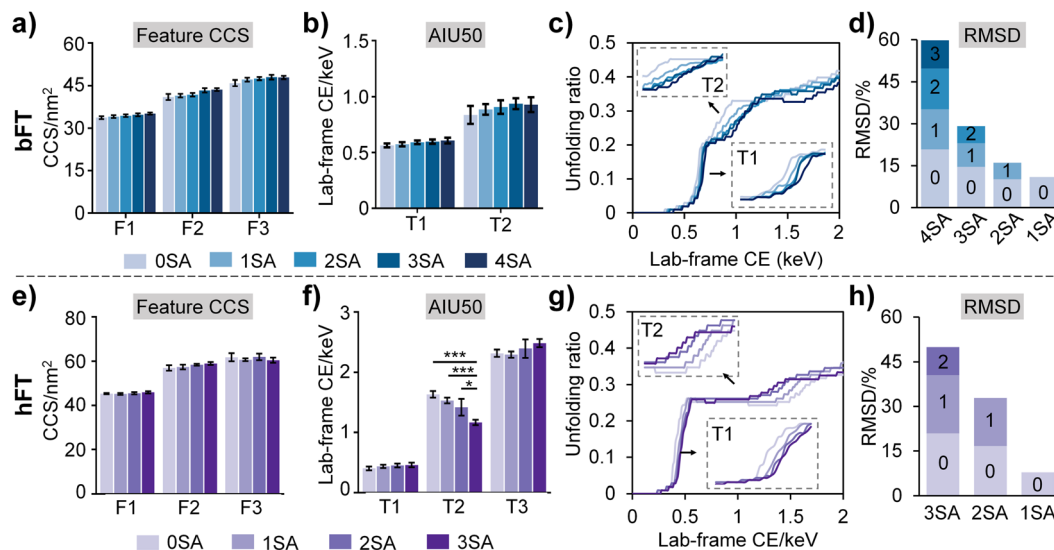 a)
Feature CCS
bFT
CCS/nm²
60
45
30
15
0
F1 F2 F3
b)
AIU50
Lab-frame CE/keV
1.5
1.0
0.5
0
T1 T2
c)
Unfolding ratio
0.5
0.4
0.3
0.2
0.1
0
T2
T1
0 0.5 1 1.5 2
Lab-frame CE (keV)
d)
RMSD
RMSD/%
60
45
30
15
0
3
2
1
0
2
1
0
1
0
0
4SA 3SA 2SA 1SA
0SA 1SA 2SA 3SA 4SA
e)
Feature CCS
hFT
CCS/nm²
80
60
40
20
0
F1 F2 F3
f)
AIU50
Lab-frame CE/keV
3
2
1
0
***
***
*
T1 T2 T3
g)
Unfolding ratio
0.5
0.4
0.3
0.2
0.1
0
T2
T1
0 0.5 1 1.5 2
Lab-frame CE/keV
h)
RMSD
RMSD/%
60
45
30
15
0
2
1
0
1
0
0
3SA 2SA 1SA
0SA 1SA 2SA 3SA